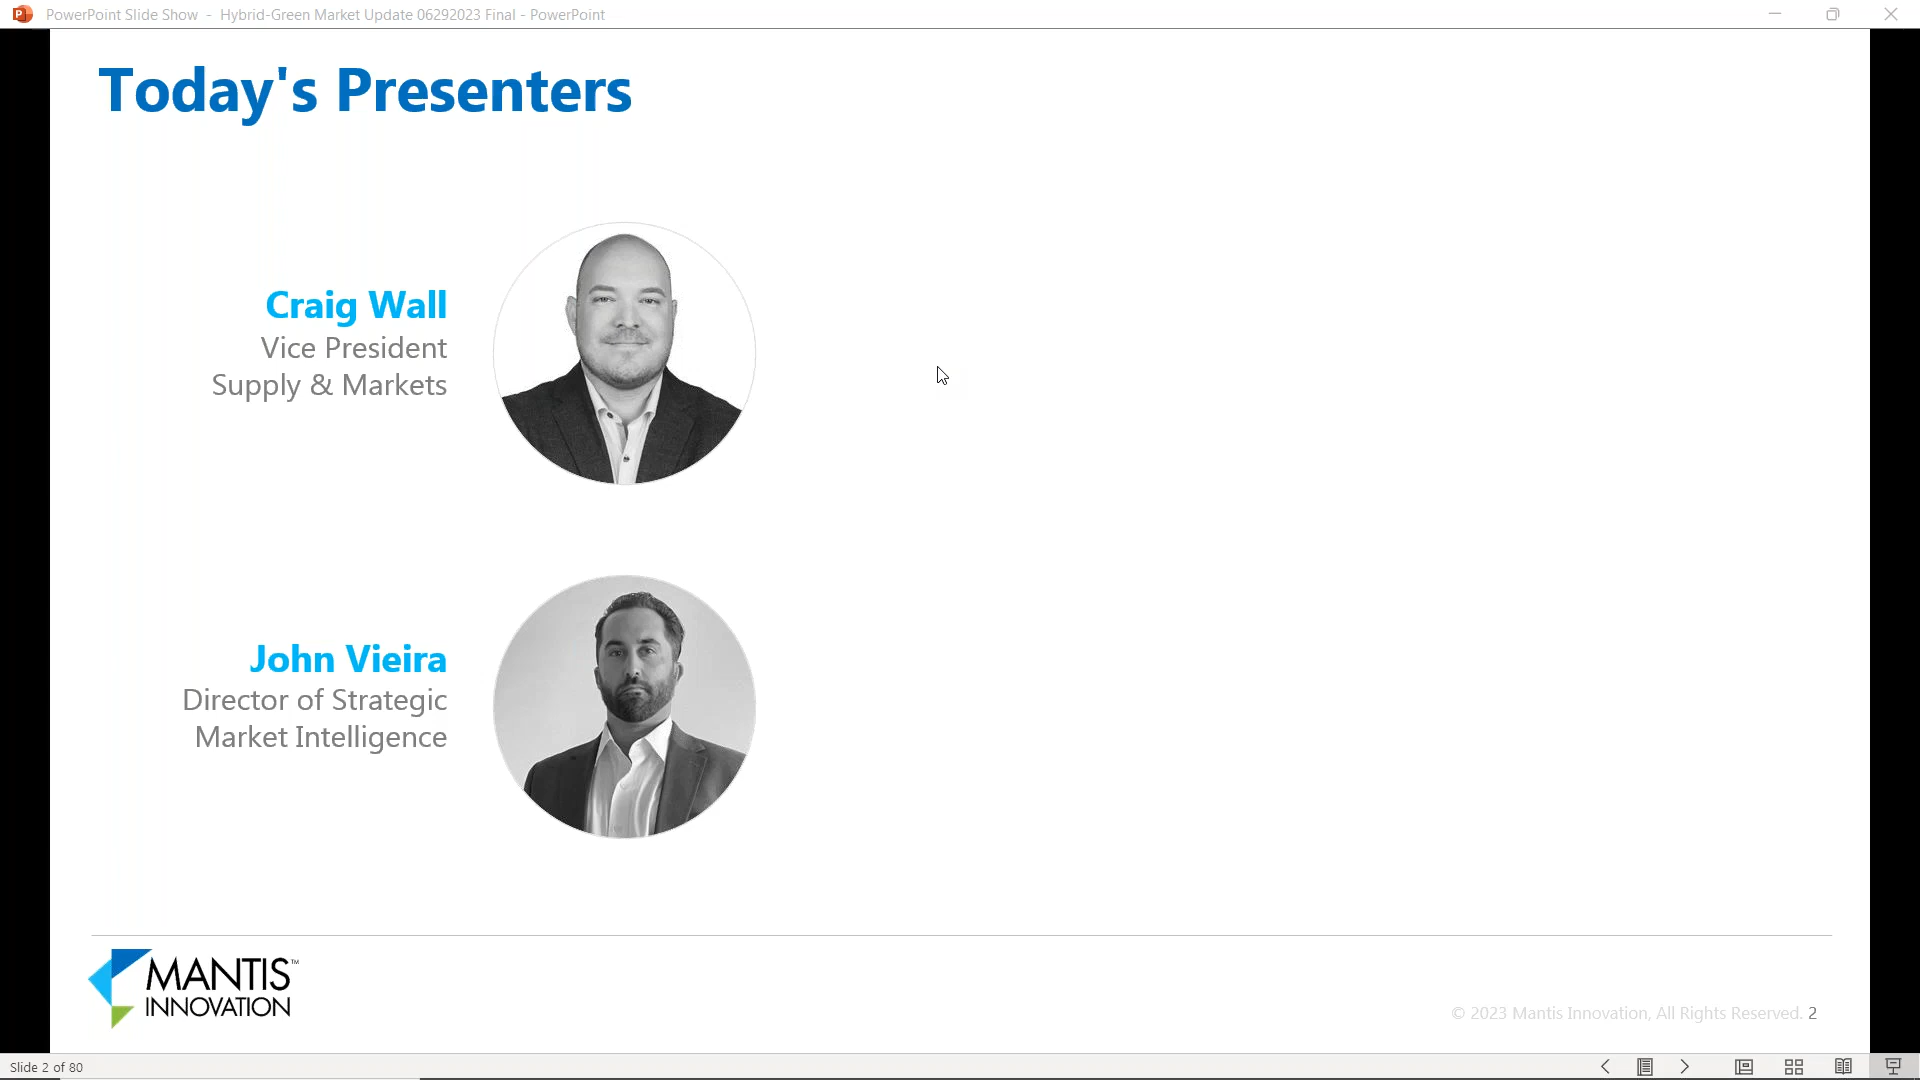 PowerPoint Slide Show - Hybrid-Green Market Update 06292023 Final - PowerPoint
Today's Presenters
Craig Wall
Vice President
Supply & Markets
John Vieira
Director of Strategic
Market Intelligence
MANTIS™
INNOVATION
© 2023 Mantis Innovation, All Rights Reserved. 2
Slide 2 of 80